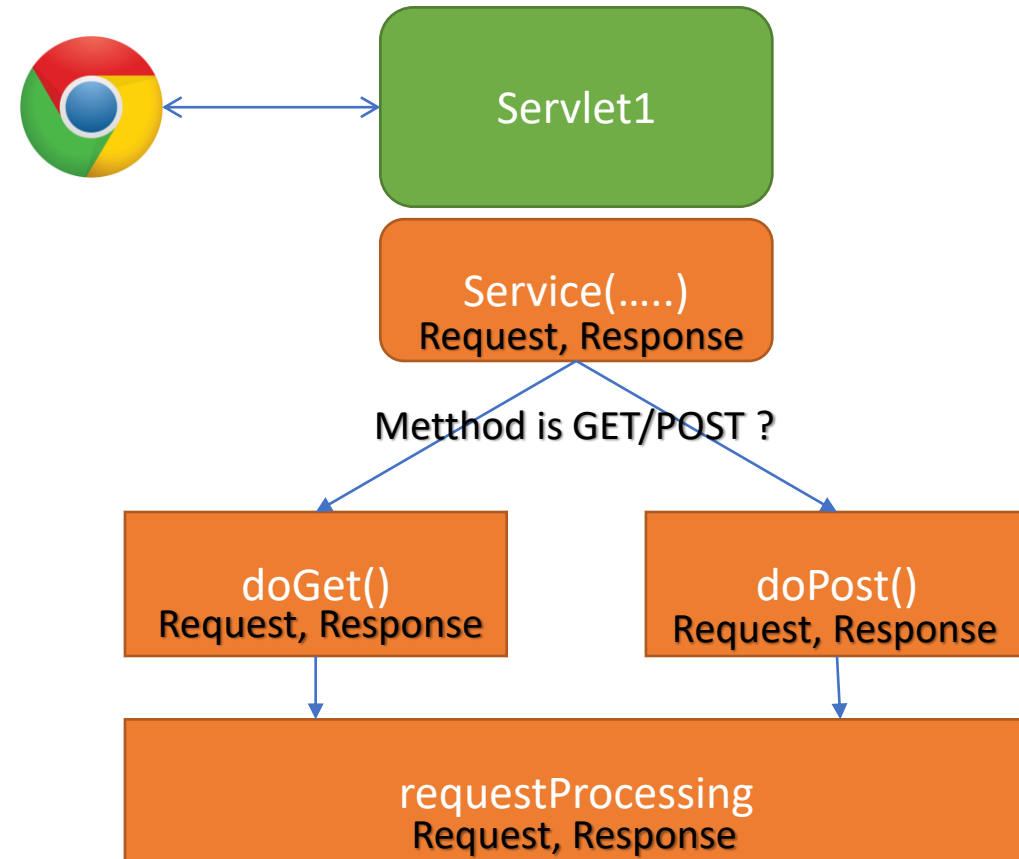 Servlet1
Service(…..)
Request, Response
Metthod is GET/POST ?
doGet()
Request, Response
doPost()
Request, Response
requestProcessing
Request, Response